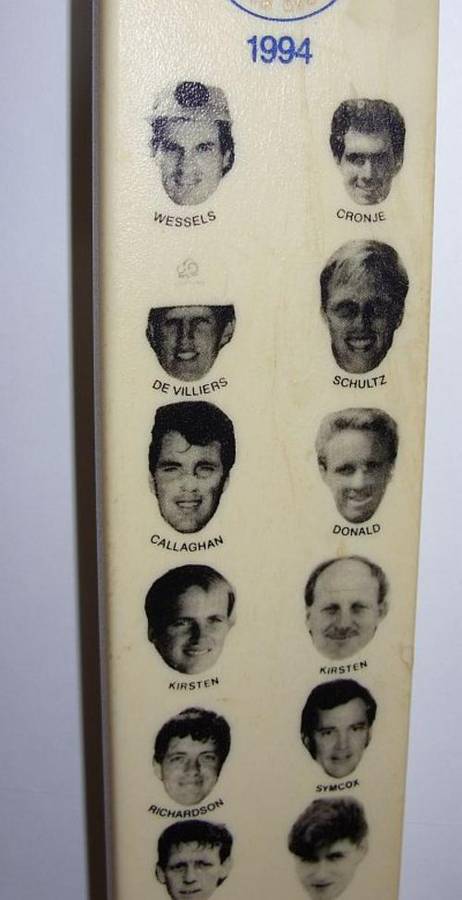 1994
WESSELS
CRONJE
DE VILLIERS
SCHULTZ
CALLAGHAN
DONALD
KIRSTEN
KIRSTEN
RICHARDSON
SYMCOX